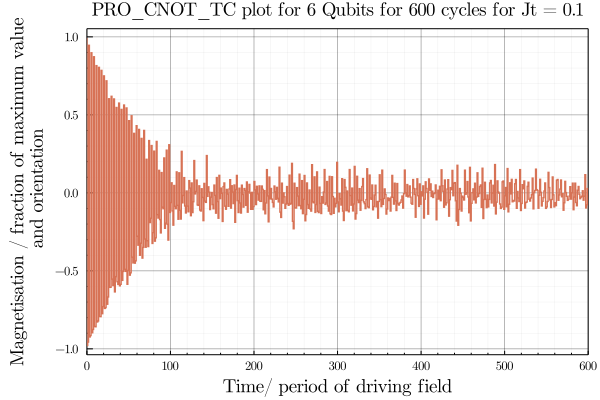 PRO_CNOT_TC plot for 6 Qubits for 600 cycles for Jt = 0.1
Magnetisation / fraction of maximum value
and orientation
1.0
0.5
0.0
−0.5
−1.0
0 100 200 300 400 500 600
Time/ period of driving field